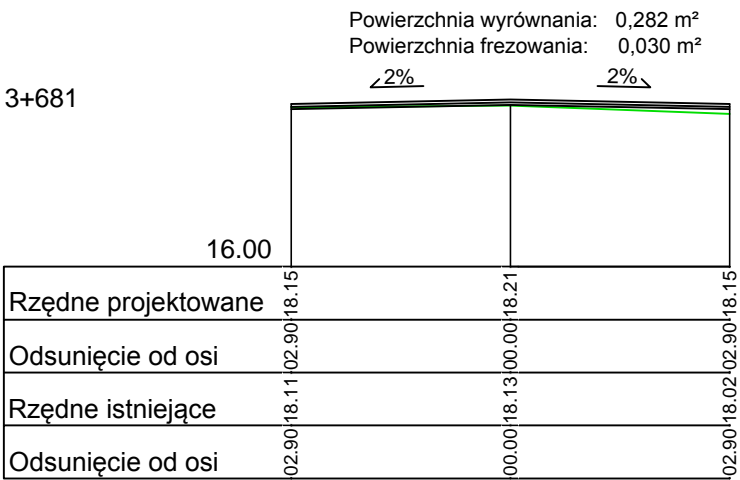 Powierzchnia wyrównania: 0,282 m²
Powierzchnia frezowania: 0,030 m²
2% 2%
3+681
16.00
Rzędne projektowane 18.15 18.21 18.15
Odsunięcie od osi 02.90 00.00 02.90
Rzędne istniejące 18.11 18.13 18.02
Odsunięcie od osi 02.90 00.00 02.90